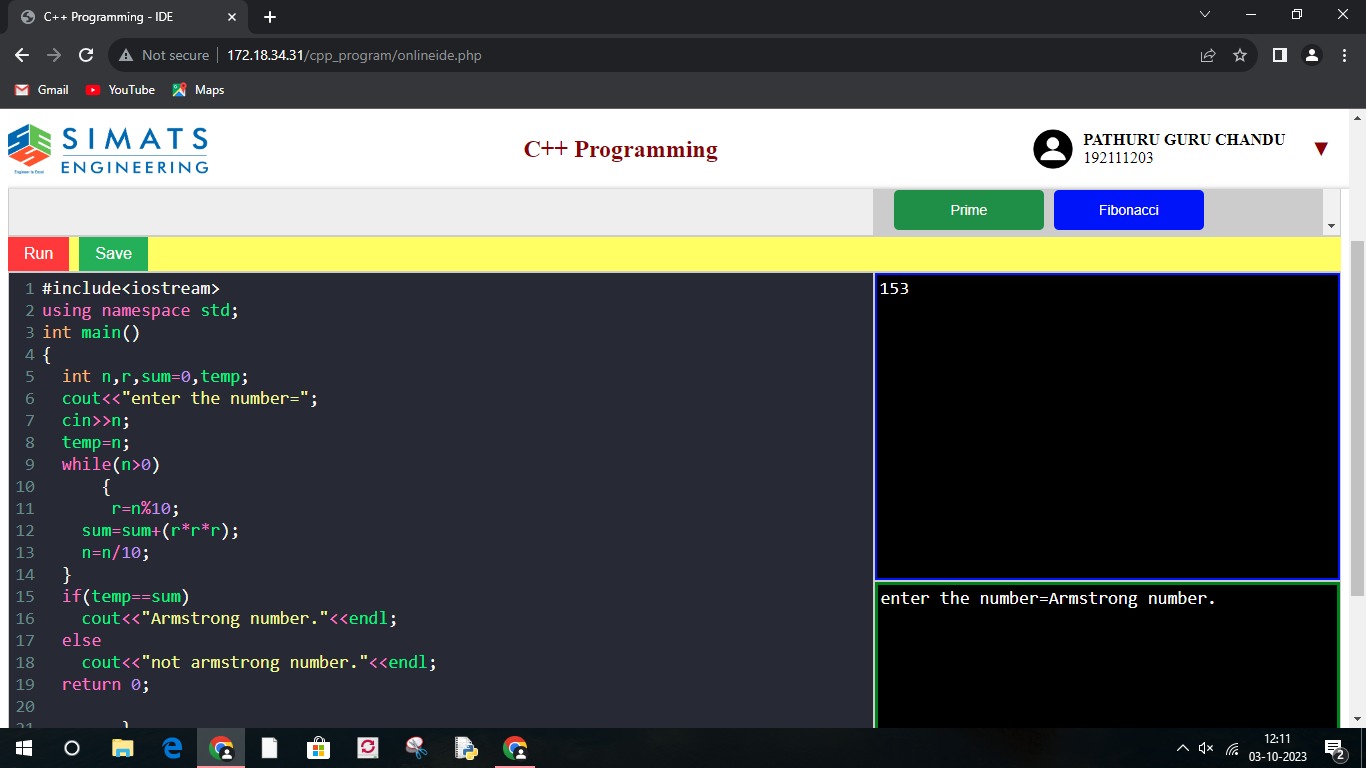 C++ Programming - IDE
Not secure 172.18.34.31/cpp_program/onlineide.php
Gmail YouTube Maps
SIMATS
ENGINEERING
C++ Programming
PATHURU GURU CHANDU
192111203
Prime Fibonacci
Run Save
1 #include<iostream>
2 using namespace std;
3 int main()
4 {
5 int n,r,sum=0,temp;
6 cout<<"enter the number=";
7 cin>>n;
8 temp=n;
9 while(n>0)
10 {
11 r=n%10;
12 sum=sum+(r*r*r);
13 n=n/10;
14 }
15 if(temp==sum)
16 cout<<"Armstrong number."<<endl;
17 else
18 cout<<"not armstrong number."<<endl;
19 return 0;
20
21 }
153
enter the number=Armstrong number.
12:11
03-10-2023
2